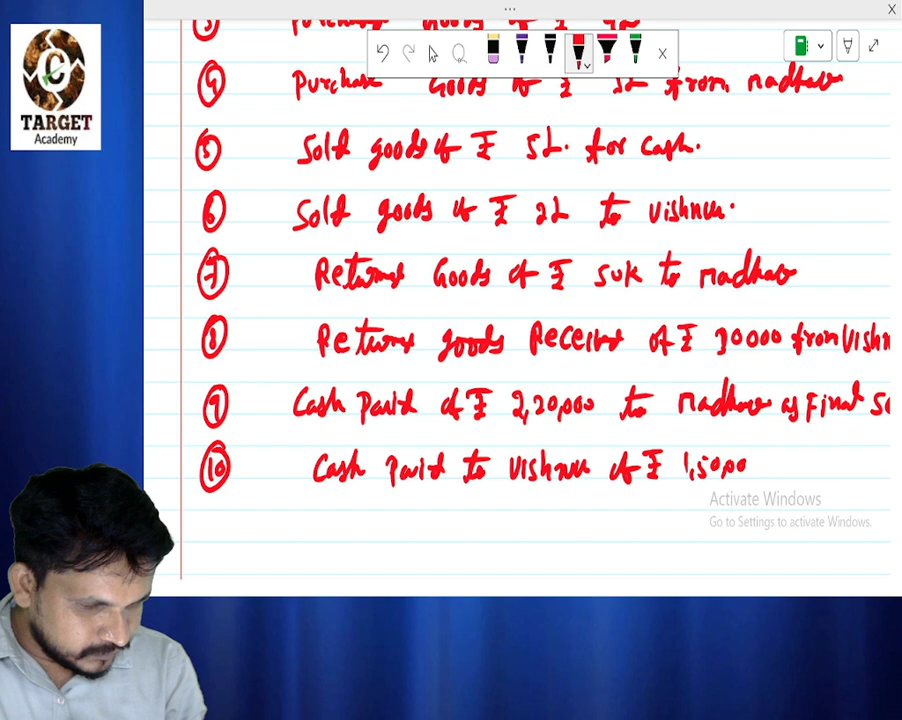 TARGET
Academy
④ Purchase Goods of ₹ from madhav
⑤ Sold goods of ₹ 5L. for cash.
⑥ Sold goods of ₹ 2L to vishnu.
⑦ Returns Goods of ₹ 50K to madhav
⑧ Returns goods Received of ₹ 30000 from Vishn
⑨ Cash paid of ₹ 2,20,000 to madhav as Final
⑩ Cash paid to vishnu of ₹ 1,50,00
Activate Windows
Go to Settings to activate Windows.